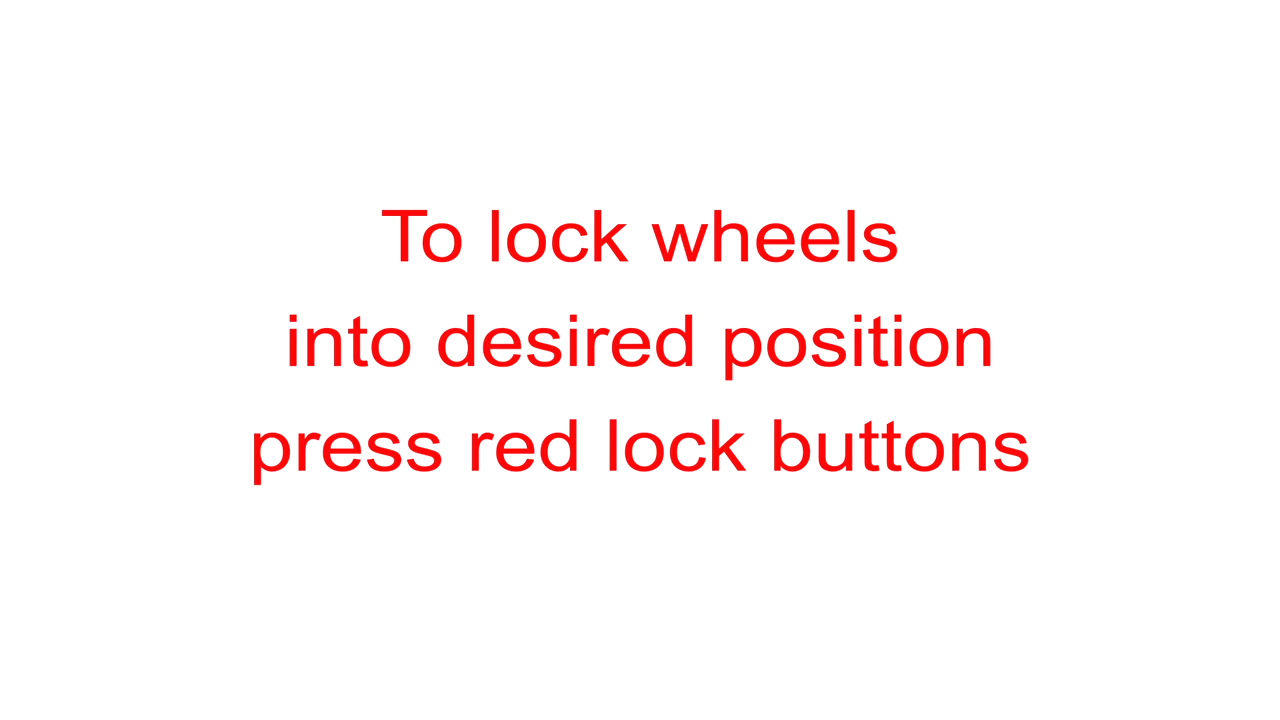 To lock wheels
into desired position
press red lock buttons